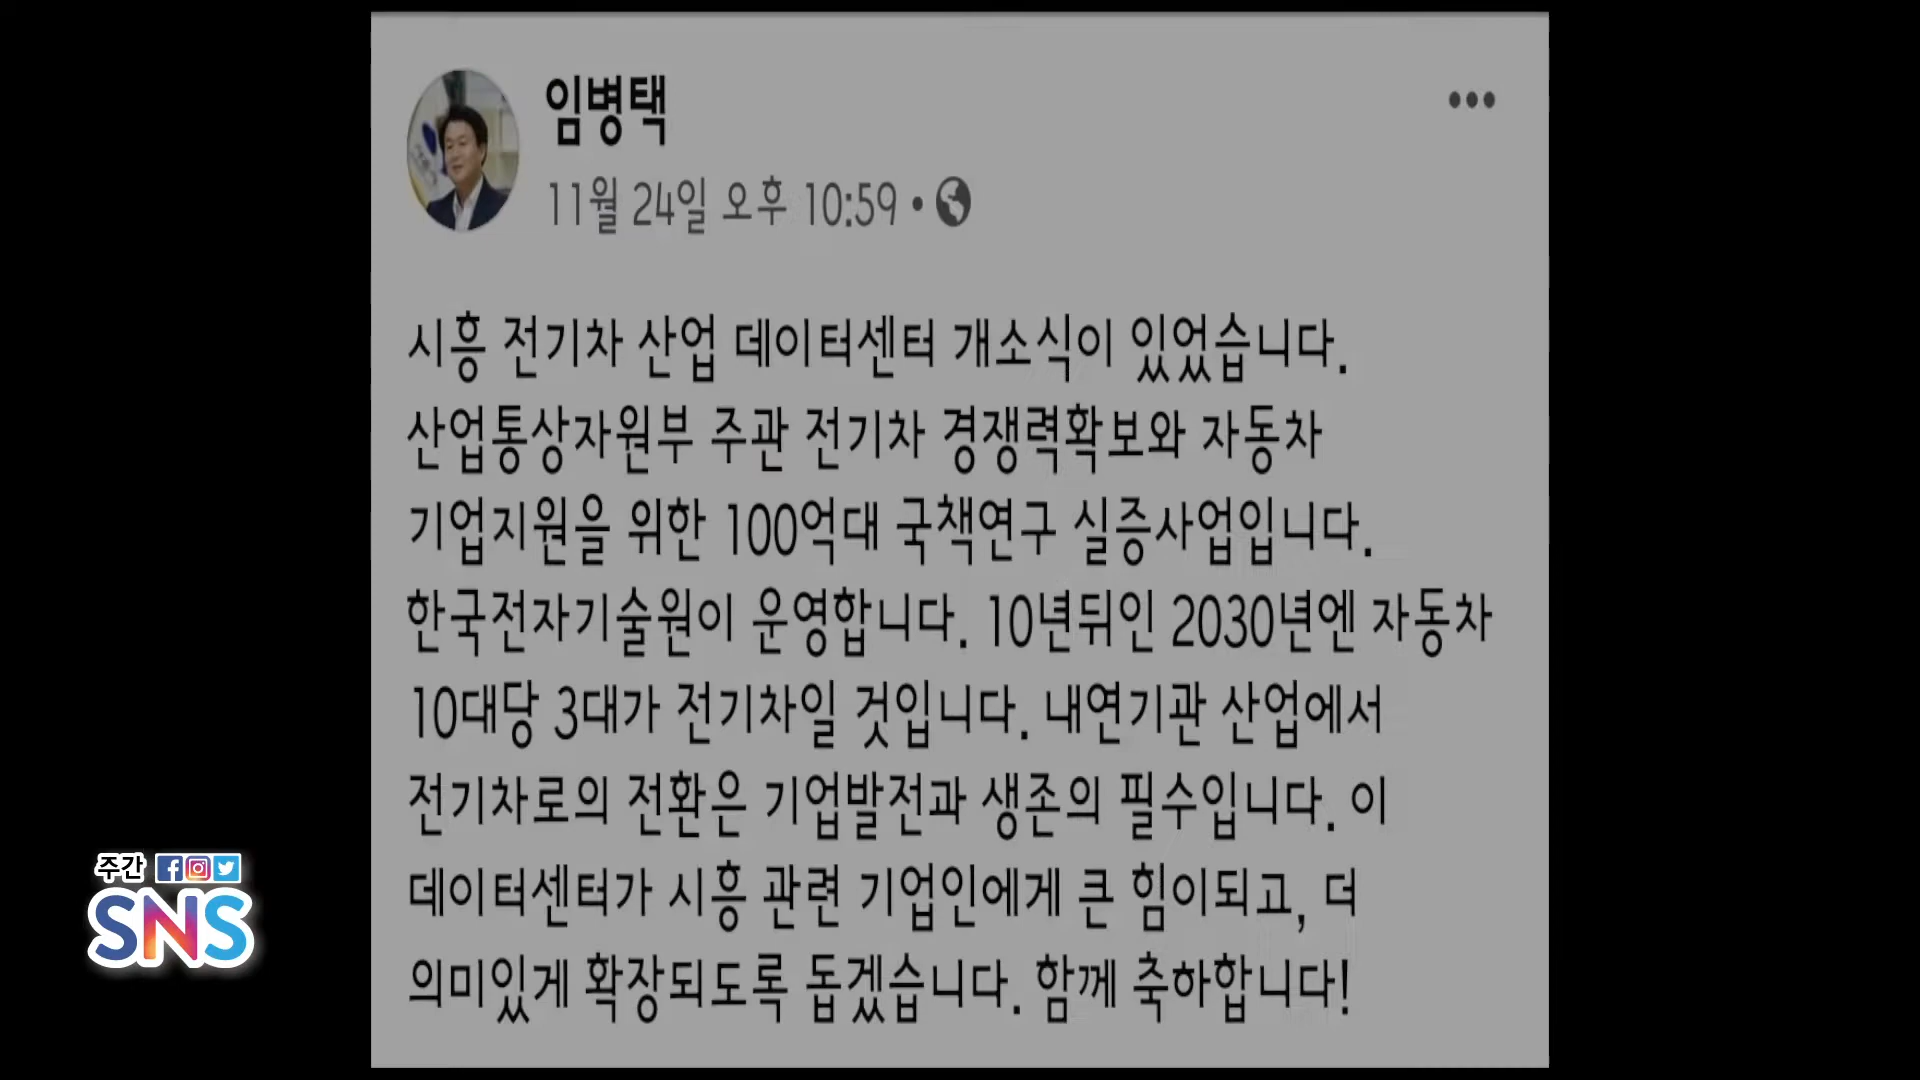 임병택
11월 24일 오후 10:59
시흥 전기차 산업 데이터센터 개소식이 있었습니다.
산업통상자원부 주관 전기차 경쟁력확보와 자동차
기업지원을 위한 100억대 국책연구 실증사업입니다.
한국전자기술원이 운영합니다. 10년뒤인 2030년엔 자동차
10대당 3대가 전기차일 것입니다. 내연기관 산업에서
전기차로의 전환은 기업발전과 생존의 필수입니다. 이
데이터센터가 시흥 관련 기업인에게 큰 힘이되고, 더
의미있게 확장되도록 돕겠습니다. 함께 축하합니다!
주간
SNS